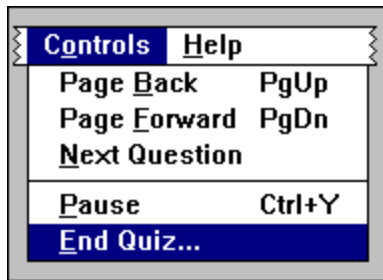 Controls Help
Page Back PgUp
Page Forward PgDn
Next Question
Pause Ctrl+Y
End Quiz...